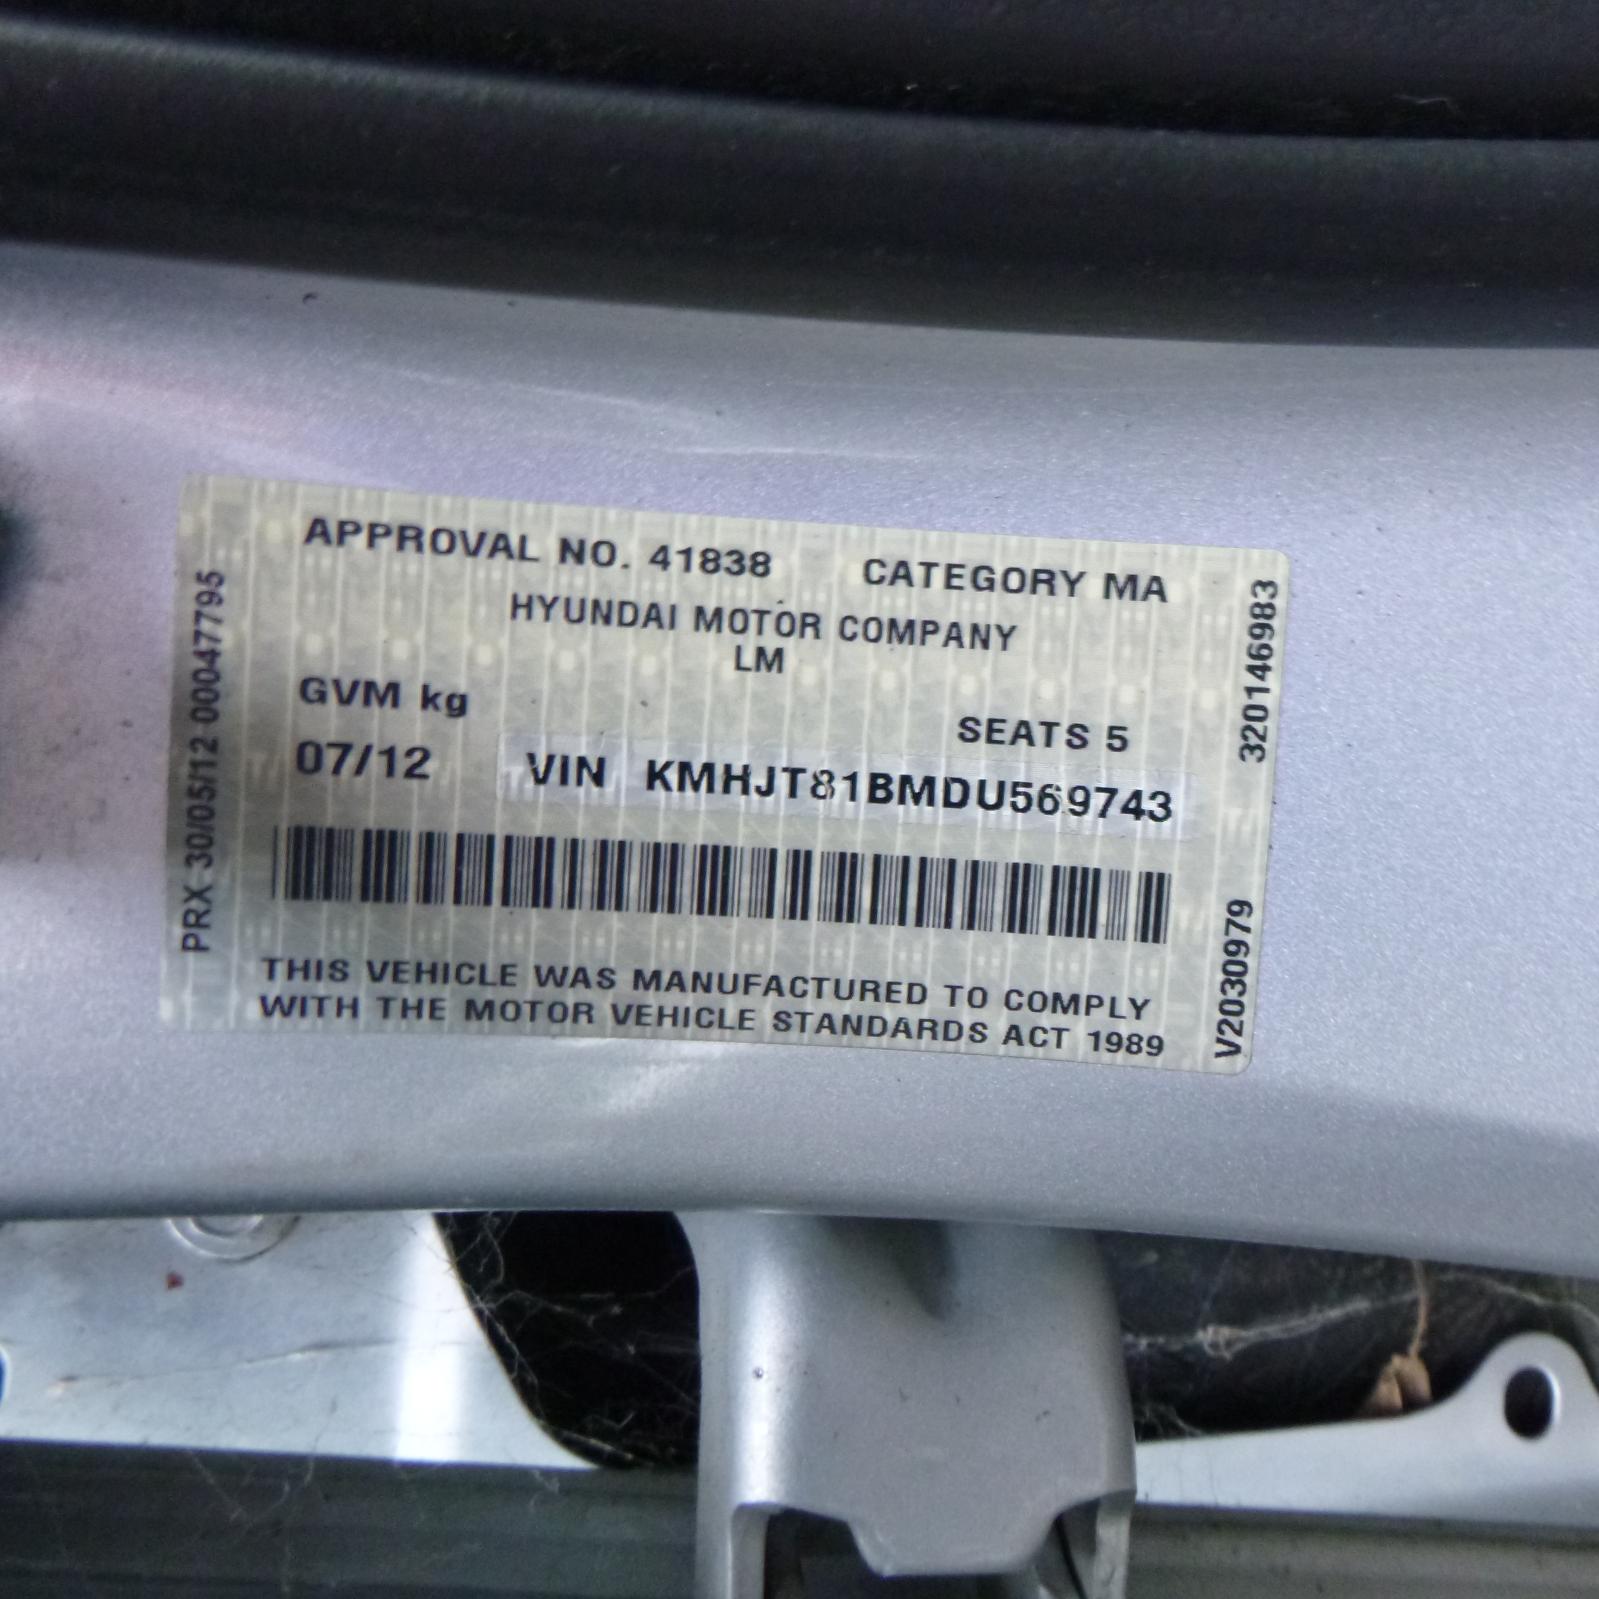 APPROVAL NO. 41838 CATEGORY MA
HYUNDAI MOTOR COMPANY
LM
GVM kg SEATS 5
07/12 VIN KMHJT81BMDU569743
THIS VEHICLE WAS MANUFACTURED TO COMPLY
WITH THE MOTOR VEHICLE STANDARDS ACT 1989
PRX 30/05/12 00047795
320146983
V2030979